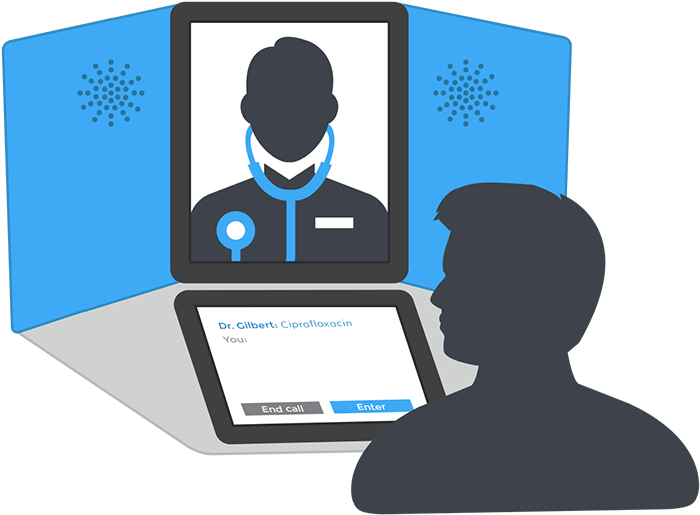 Dr. Gilbert: Ciprofloxacin
You:
End call
Enter